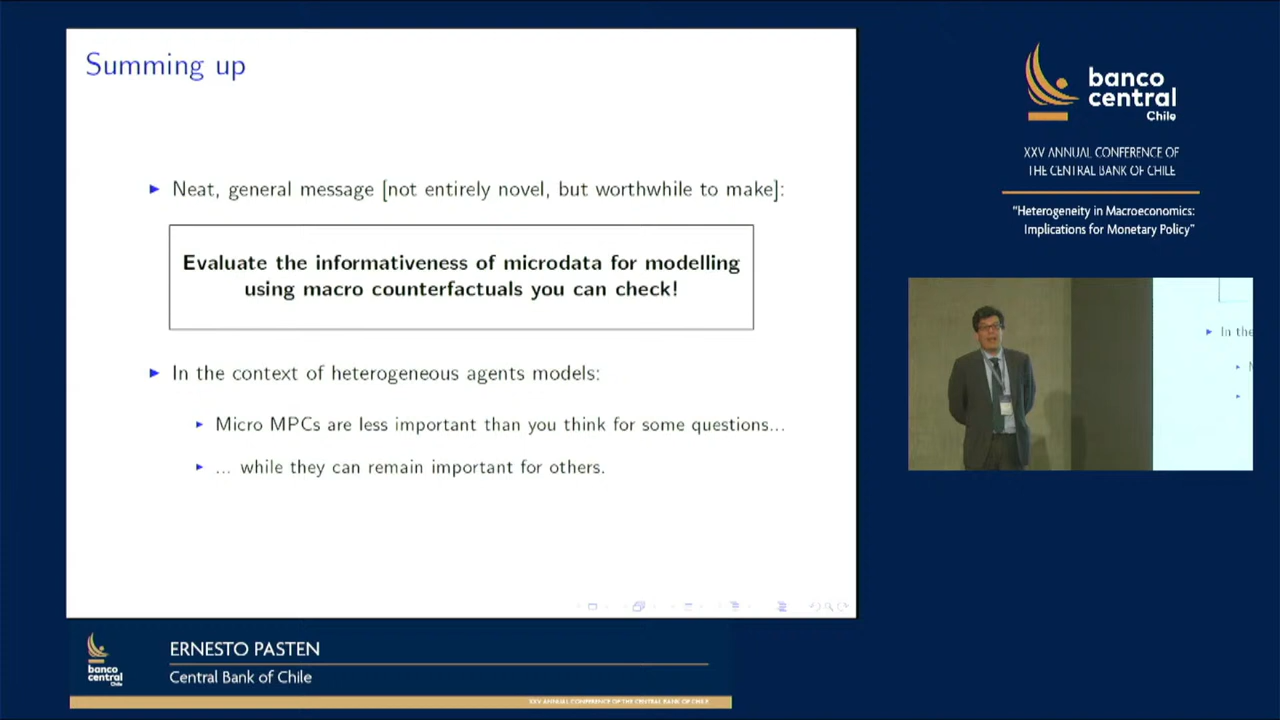 Summing up
▶ Neat, general message [not entirely novel, but worthwhile to make]:
Evaluate the informativeness of microdata for modelling
using macro counterfactuals you can check!
▶ In the context of heterogeneous agents models:
▶ Micro MPCs are less important than you think for some questions...
▶ ... while they can remain important for others.
banco
central
Chile
XXV ANNUAL CONFERENCE OF
THE CENTRAL BANK OF CHILE
“Heterogeneity in Macroeconomics:
Implications for Monetary Policy”
▶ In the
banco
central
Chile
ERNESTO PASTEN
Central Bank of Chile
XXV ANNUAL CONFERENCE OF THE CENTRAL BANK OF CHILE